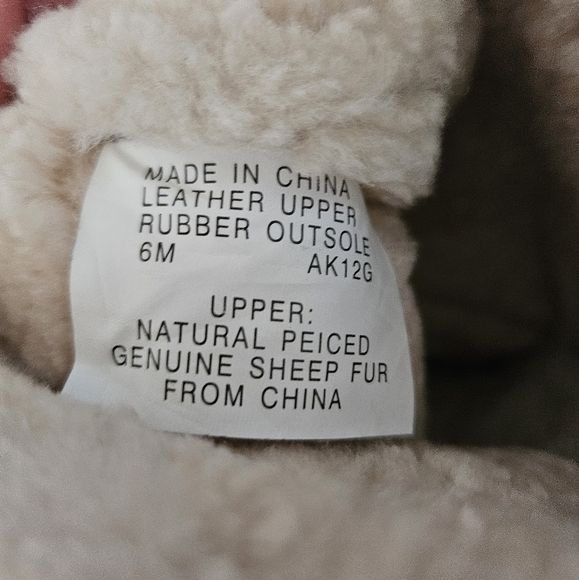 MADE IN CHINA
LEATHER UPPER
RUBBER OUTSOLE
6M AK12G
UPPER:
NATURAL PEICED
GENUINE SHEEP FUR
FROM CHINA